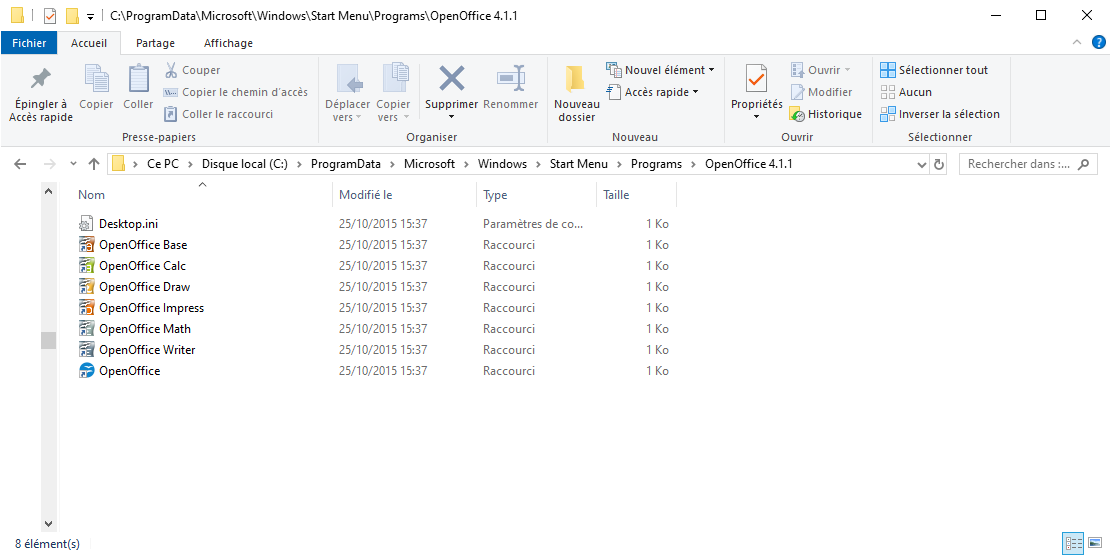 C:\ProgramData\Microsoft\Windows\Start Menu\Programs\OpenOffice 4.1.1
Fichier Accueil Partage Affichage
Épingler à Accès rapide
Copier
Coller
Couper
Copier le chemin d'accès
Coller le raccourci
Presse-papiers
Déplacer vers
Copier vers
Supprimer
Renommer
Organiser
Nouveau dossier
Nouvel élément
Accès rapide
Nouveau
Propriétés
Ouvrir
Modifier
Historique
Ouvrir
Sélectionner tout
Aucun
Inverser la sélection
Sélectionner
Ce PC > Disque local (C:) > ProgramData > Microsoft > Windows > Start Menu > Programs > OpenOffice 4.1.1
Rechercher dans :...
Nom Modifié le Type Taille
Desktop.ini 25/10/2015 15:37 Paramètres de co... 1 Ko
OpenOffice Base 25/10/2015 15:37 Raccourci 1 Ko
OpenOffice Calc 25/10/2015 15:37 Raccourci 1 Ko
OpenOffice Draw 25/10/2015 15:37 Raccourci 1 Ko
OpenOffice Impress 25/10/2015 15:37 Raccourci 1 Ko
OpenOffice Math 25/10/2015 15:37 Raccourci 1 Ko
OpenOffice Writer 25/10/2015 15:37 Raccourci 1 Ko
OpenOffice 25/10/2015 15:37 Raccourci 1 Ko
8 élément(s)